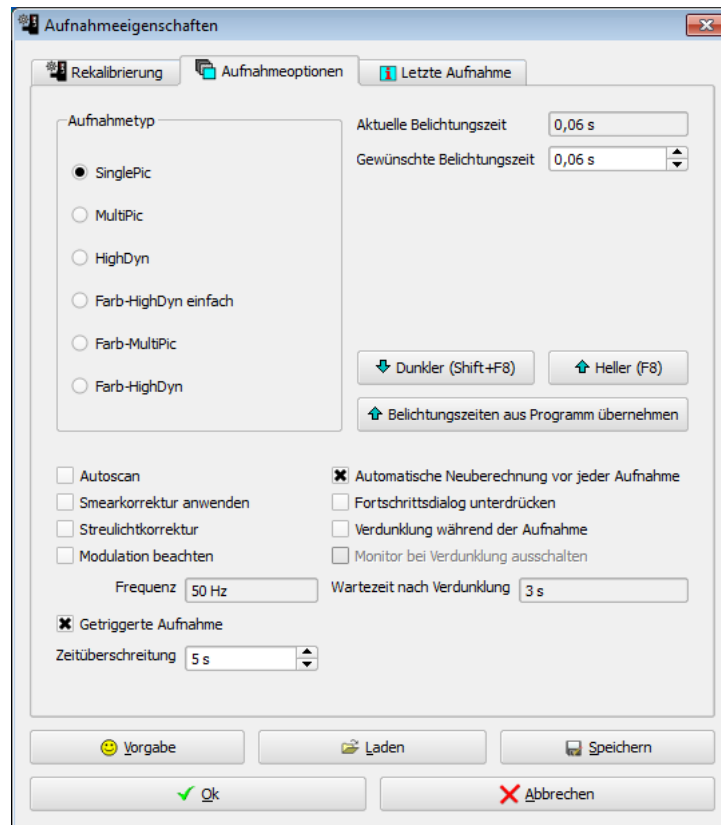 Aufnahmeeigenschaften
Rekalibrierung
Aufnahmeoptionen
Letzte Aufnahme
Aufnahmetyp
SinglePic
MultiPic
HighDyn
Farb-HighDyn einfach
Farb-MultiPic
Farb-HighDyn
Aktuelle Belichtungszeit 0,06 s
Gewünschte Belichtungszeit 0,06 s
Dunkler (Shift+F8)
Heller (F8)
Belichtungszeiten aus Programm übernehmen
Autoscan
Smearkorrektur anwenden
Streulichtkorrektur
Modulation beachten
Frequenz 50 Hz
Getriggerte Aufnahme
Zeitüberschreitung 5 s
Automatische Neuberechnung vor jeder Aufnahme
Fortschrittsdialog unterdrücken
Verdunklung während der Aufnahme
Monitor bei Verdunklung ausschalten
Wartezeit nach Verdunklung 3 s
Vorgabe
Laden
Speichern
Ok
Abbrechen